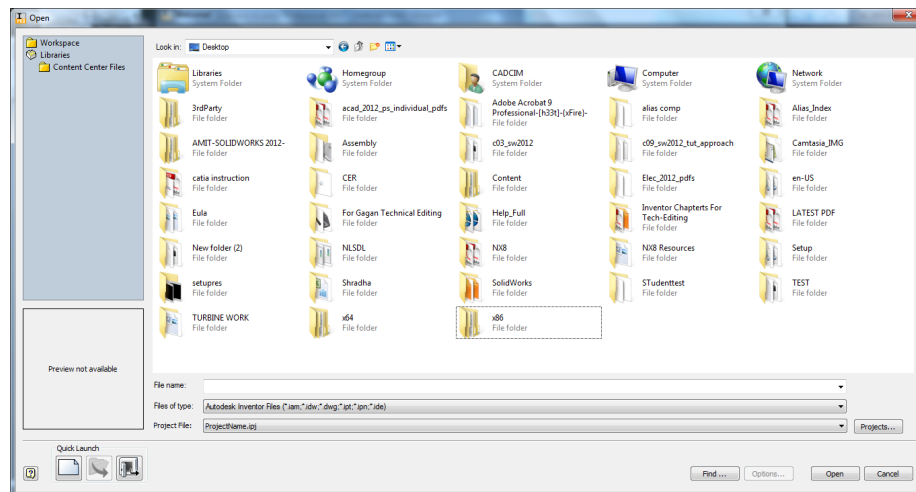 Open
Workspace
Libraries
Content Center Files
Look in: Desktop
Libraries
System Folder
Homegroup
System Folder
CADCIM
System Folder
Computer
System Folder
Network
System Folder
3rdParty
File folder
acad_2012_ps_individual_pdfs
File folder
Adobe Acrobat 9
Professional-[h33t]-(xFire)-
File folder
alias comp
File folder
Alias_Index
File folder
AMIT-SOLIDWORKS 2012-
File folder
Assembly
File folder
c03_sw2012
File folder
c09_sw2012_tut_approach
File folder
Camtasia_IMG
File folder
catia instruction
File folder
CER
File folder
Content
File folder
Elec_2012_pdfs
File folder
en-US
File folder
Eula
File folder
For Gagan Technical Editing
File folder
Help_Full
File folder
Inventor Chapterts For
Tech-Editing
File folder
LATEST PDF
File folder
New folder (2)
File folder
NLSDL
File folder
NX8
File folder
NX8 Resources
File folder
Setup
File folder
setupres
File folder
Shradha
File folder
SolidWorks
File folder
STudenttest
File folder
TEST
File folder
TURBINE WORK
File folder
x64
File folder
x86
File folder
Preview not available
File name:
Files of type: Autodesk Inventor Files (*.iam;*.idw;*.dwg;*.ipt;*.ipn;*.ide)
Project File: ProjectName.ipj Projects...
Quick Launch
Find ... Options... Open Cancel